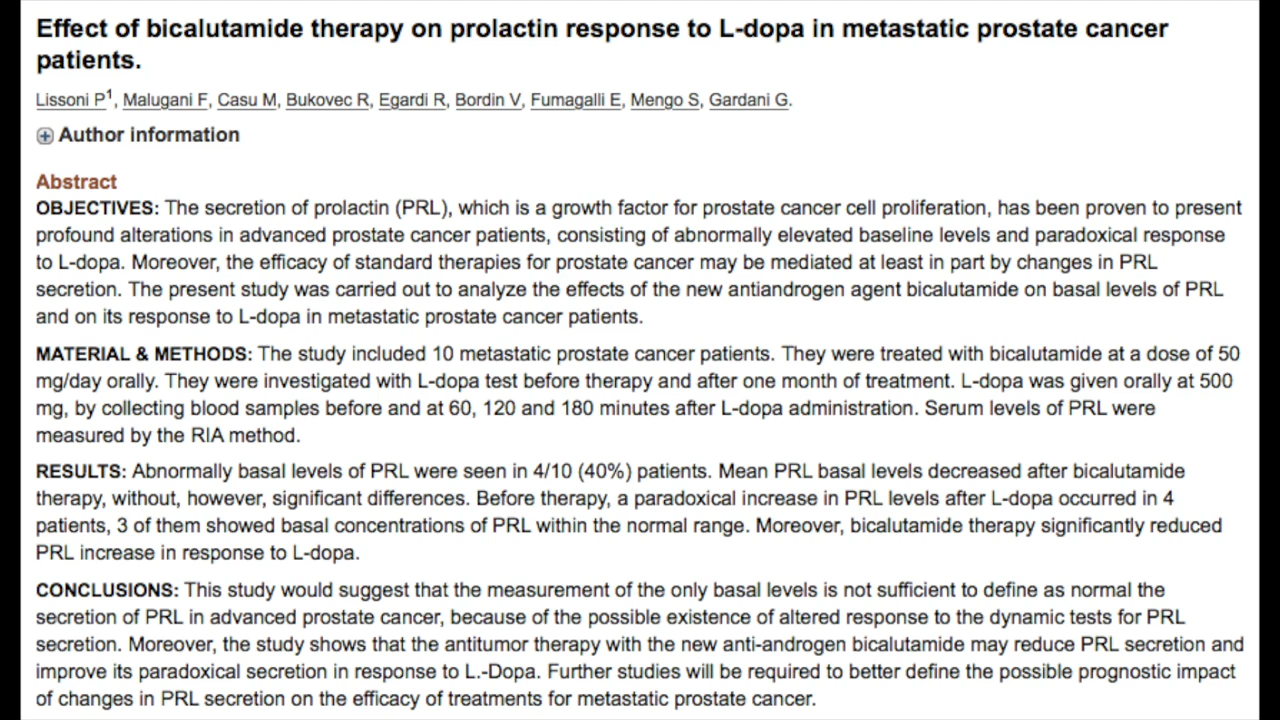 Effect of bicalutamide therapy on prolactin response to L-dopa in metastatic prostate cancer
patients.
Lissoni P1, Malugani F, Casu M, Bukovec R, Egardi R, Bordin V, Fumagalli E, Mengo S, Gardani G.
Author information
Abstract
OBJECTIVES: The secretion of prolactin (PRL), which is a growth factor for prostate cancer cell proliferation, has been proven to present
profound alterations in advanced prostate cancer patients, consisting of abnormally elevated baseline levels and paradoxical response
to L-dopa. Moreover, the efficacy of standard therapies for prostate cancer may be mediated at least in part by changes in PRL
secretion. The present study was carried out to analyze the effects of the new antiandrogen agent bicalutamide on basal levels of PRL
and on its response to L-dopa in metastatic prostate cancer patients.
MATERIAL & METHODS: The study included 10 metastatic prostate cancer patients. They were treated with bicalutamide at a dose of 50
mg/day orally. They were investigated with L-dopa test before therapy and after one month of treatment. L-dopa was given orally at 500
mg, by collecting blood samples before and at 60, 120 and 180 minutes after L-dopa administration. Serum levels of PRL were
measured by the RIA method.
RESULTS: Abnormally basal levels of PRL were seen in 4/10 (40%) patients. Mean PRL basal levels decreased after bicalutamide
therapy, without, however, significant differences. Before therapy, a paradoxical increase in PRL levels after L-dopa occurred in 4
patients, 3 of them showed basal concentrations of PRL within the normal range. Moreover, bicalutamide therapy significantly reduced
PRL increase in response to L-dopa.
CONCLUSIONS: This study would suggest that the measurement of the only basal levels is not sufficient to define as normal the
secretion of PRL in advanced prostate cancer, because of the possible existence of altered response to the dynamic tests for PRL
secretion. Moreover, the study shows that the antitumor therapy with the new anti-androgen bicalutamide may reduce PRL secretion and
improve its paradoxical secretion in response to L.-Dopa. Further studies will be required to better define the possible prognostic impact
of changes in PRL secretion on the efficacy of treatments for metastatic prostate cancer.